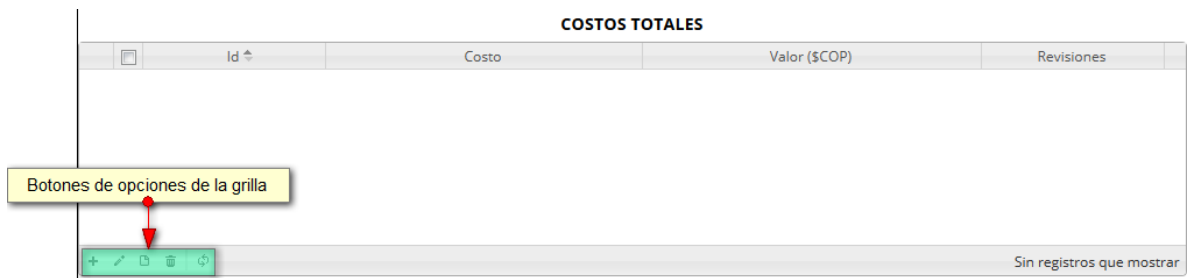 COSTOS TOTALES
Id Costo Valor ($COP) Revisiones
Botones de opciones de la grilla
Sin registros que mostrar